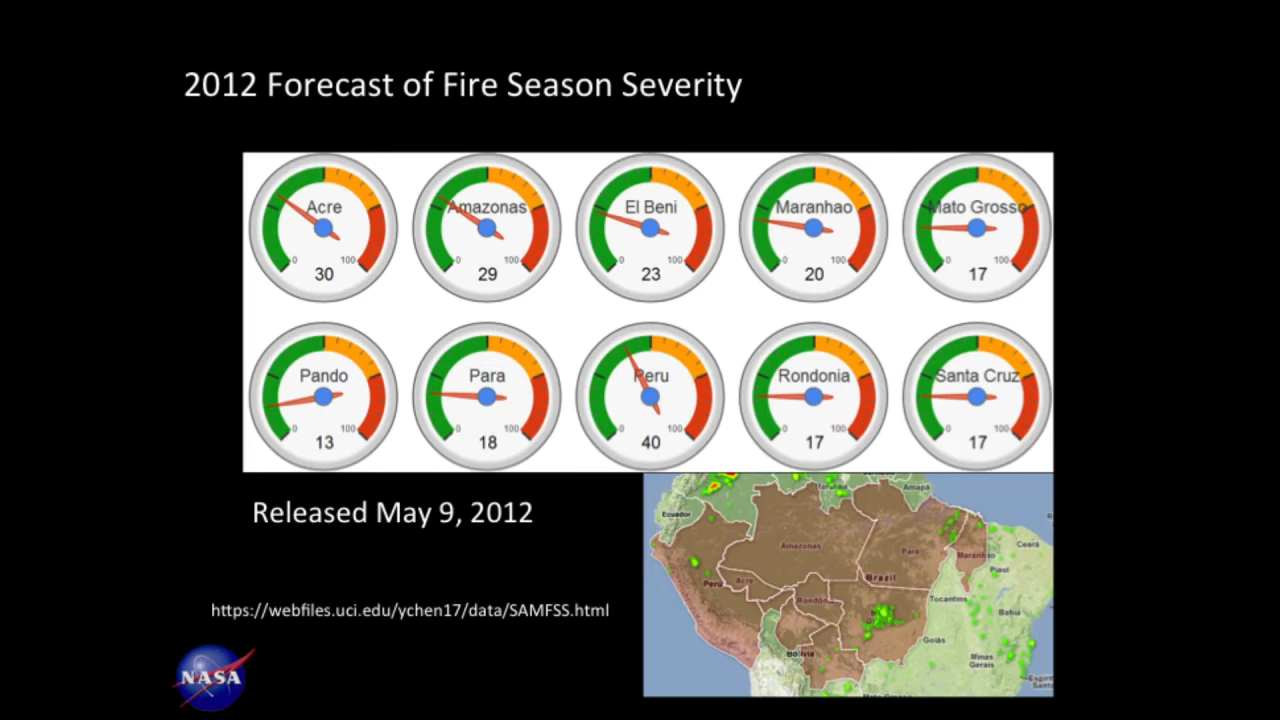 2012 Forecast of Fire Season Severity
Acre
0 100
30
Amazonas
0 100
29
El Beni
0 100
23
Maranhao
0 100
20
Mato Grosso
0 100
17
Pando
0 100
13
Para
0 100
18
Peru
0 100
40
Rondonia
0 100
17
Santa Cruz
0 100
17
Released May 9, 2012
https://webfiles.uci.edu/ychen17/data/SAMFSS.html
NASA
Amapá
Ecuador
Ceará
Amazonas
Pará
Maranhão
Piauí
Peru
Acre
Brazil
Tocantins
Bahia
Goiás
Bolivia
Minas
Gerais